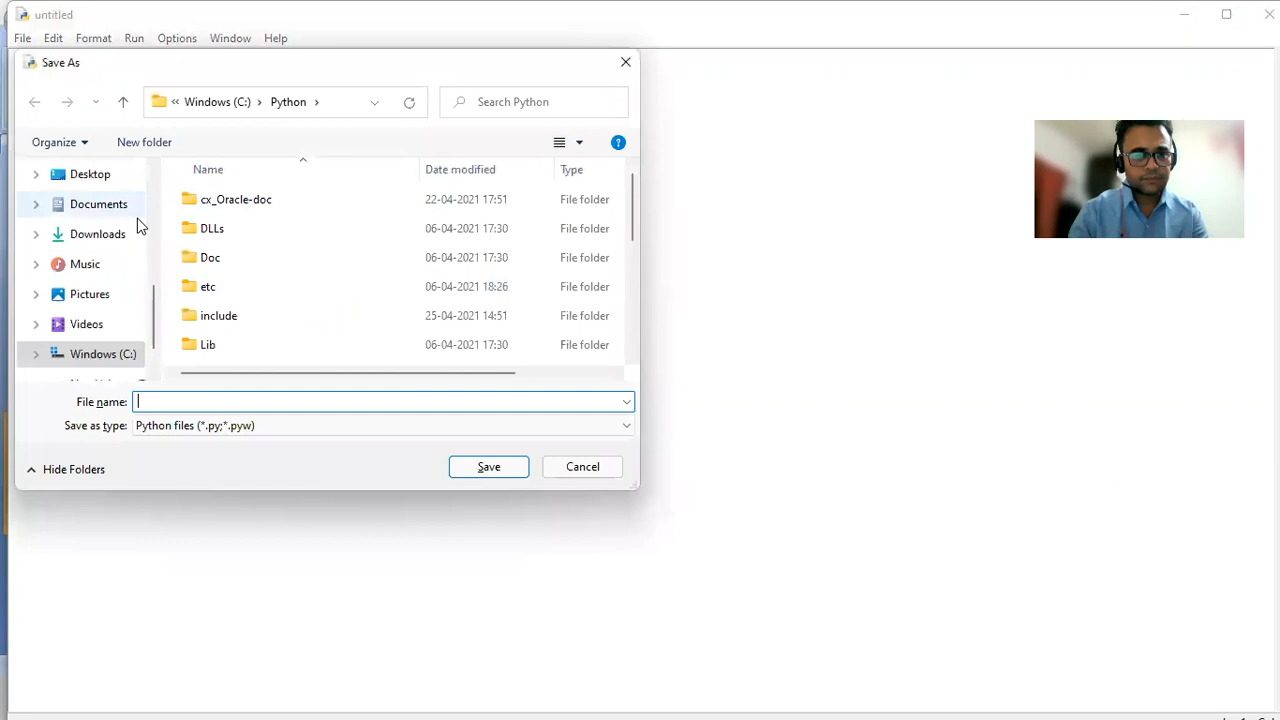 untitled
File Edit Format Run Options Window Help
Save As
« Windows (C:) > Python >
Search Python
Organize
New folder
Name Date modified Type
Desktop
Documents
Downloads
Music
Pictures
Videos
Windows (C:)
cx_Oracle-doc 22-04-2021 17:51 File folder
DLLs 06-04-2021 17:30 File folder
Doc 06-04-2021 17:30 File folder
etc 06-04-2021 18:26 File folder
include 25-04-2021 14:51 File folder
Lib 06-04-2021 17:30 File folder
File name:
Save as type: Python files (*.py;*.pyw)
Hide Folders
Save Cancel